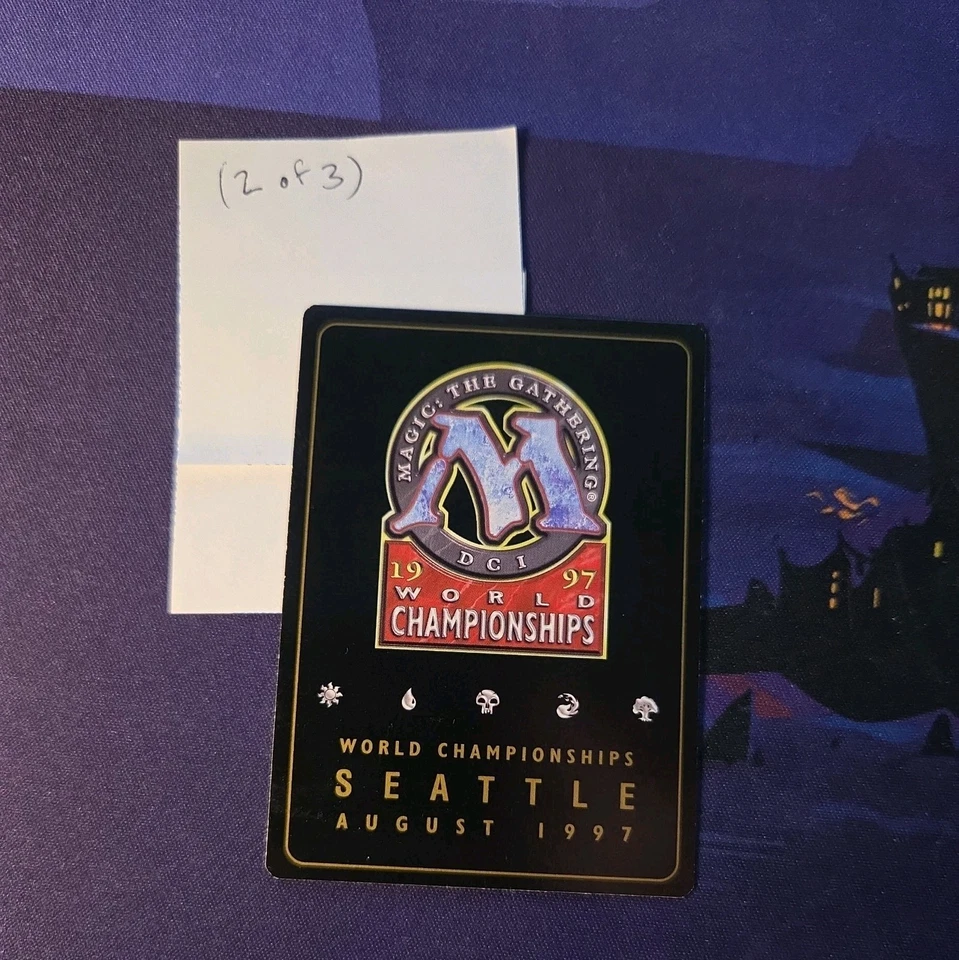 (2 of 3)
MAGIC: THE GATHERING®
DCI
19 97
WORLD
CHAMPIONSHIPS
WORLD CHAMPIONSHIPS
SEATTLE
AUGUST 1997